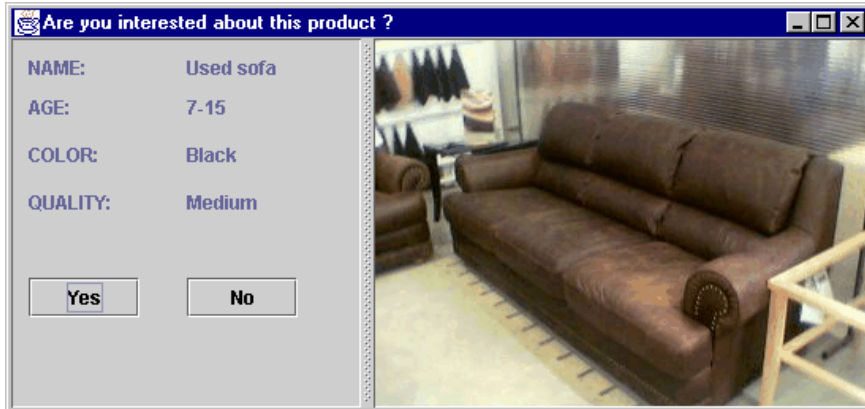 Are you interested about this product ?
NAME: Used sofa
AGE: 7-15
COLOR: Black
QUALITY: Medium
Yes No